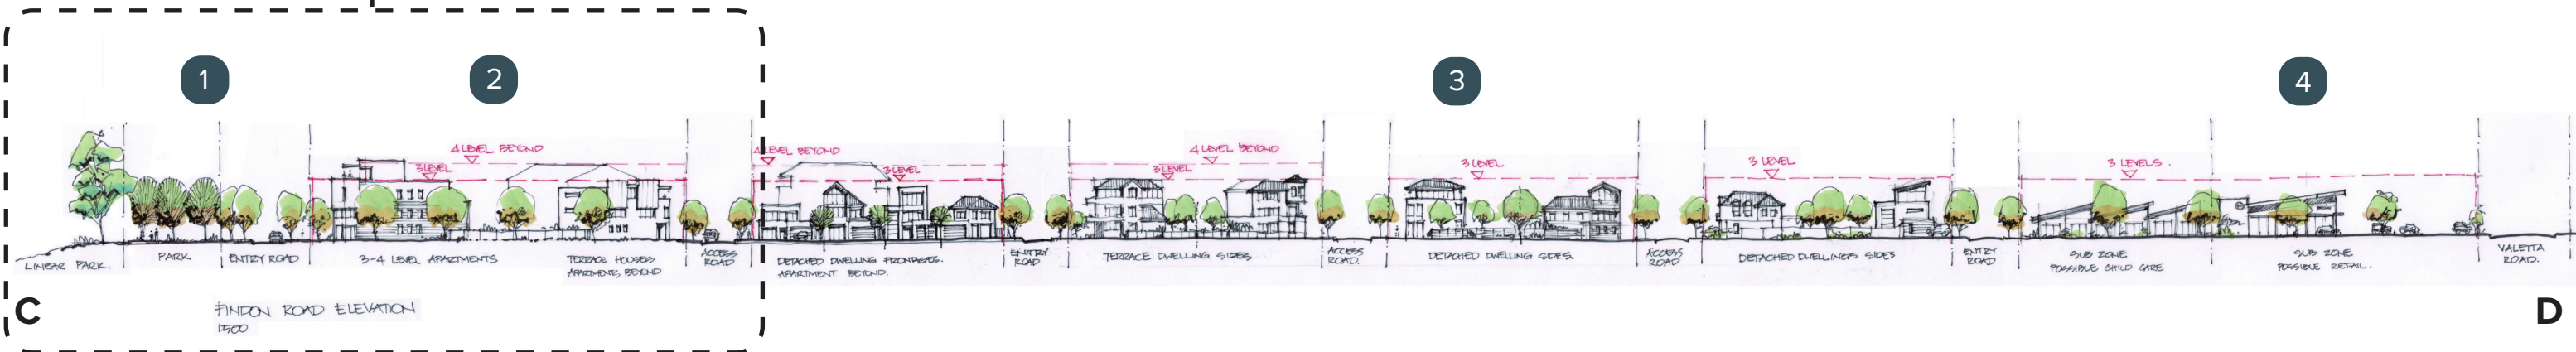 1
2
3
4
4 LEVEL BEYOND
3 LEVEL
4 LEVEL BEYOND
3 LEVEL
4 LEVEL BEYOND
3 LEVEL
3 LEVEL
3 LEVEL
3 LEVELS.
LINEAR PARK.
PARK
ENTRY ROAD
3-4 LEVEL APARTMENTS
TERRACE HOUSES
APARTMENTS BEYOND
ACCESS
ROAD
DETACHED DWELLING FRONTAGES.
APARTMENT BEYOND.
ENTRY
ROAD
TERRACE DWELLING SIDES
ACCESS
ROAD.
DETACHED DWELLING SIDES.
ACCESS
ROAD
DETACHED DWELLINGS SIDES
ENTRY
ROAD
SUB ZONE
POSSIBLE CHILD CARE
SUB ZONE
POSSIBLE RETAIL.
VALETTA
ROAD.
C
FINDON ROAD ELEVATION
1:500
D